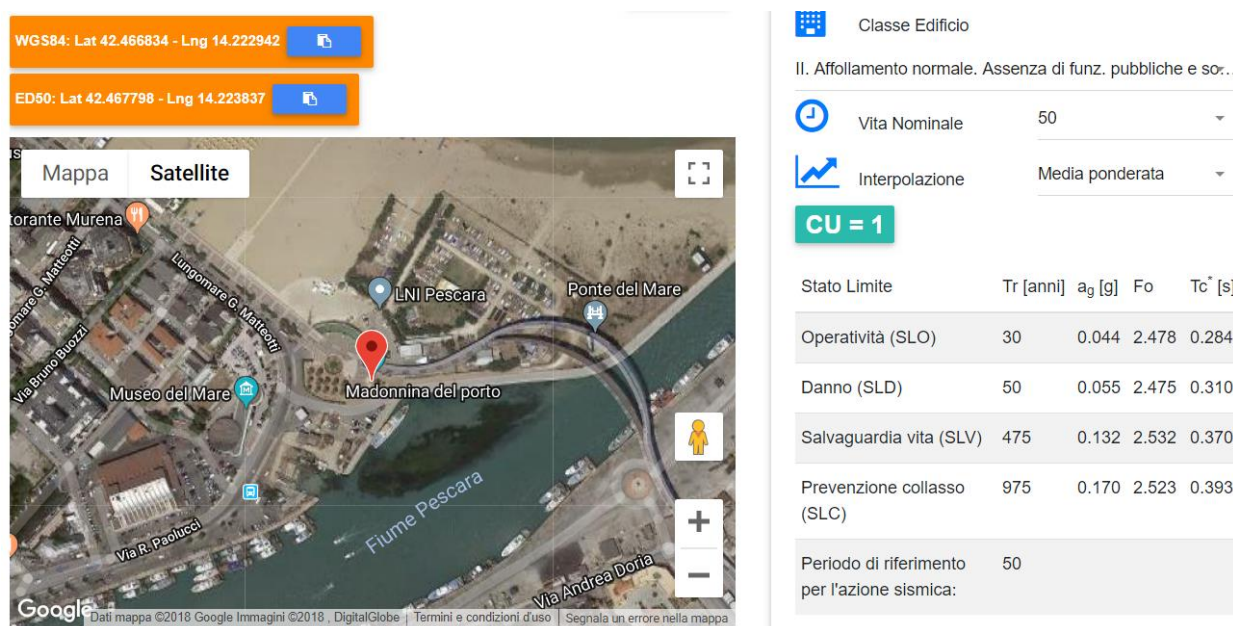 WGS84: Lat 42.466834 - Lng 14.222942
ED50: Lat 42.467798 - Lng 14.223837
Mappa
Satellite
torante Murena
Lungomare G. Matteotti
omare G. Matteotti
LNI Pescara
Ponte del Mare
Via Bruno Buozzi
Museo del Mare
Madonnina del porto
Fiume Pescara
Via R. Paolucci
Via Andrea Doria
Google
Dati mappa ©2018 Google Immagini ©2018 , DigitalGlobe
Termini e condizioni d'uso
Segnala un errore nella mappa
Classe Edificio
II. Affollamento normale. Assenza di funz. pubbliche e so...
Vita Nominale 50
Interpolazione Media ponderata
CU = 1
Stato Limite Tr [anni] ag [g] Fo Tc* [s]
Operatività (SLO) 30 0.044 2.478 0.284
Danno (SLD) 50 0.055 2.475 0.310
Salvaguardia vita (SLV) 475 0.132 2.532 0.370
Prevenzione collasso 975 0.170 2.523 0.393
(SLC)
Periodo di riferimento 50
per l'azione sismica: